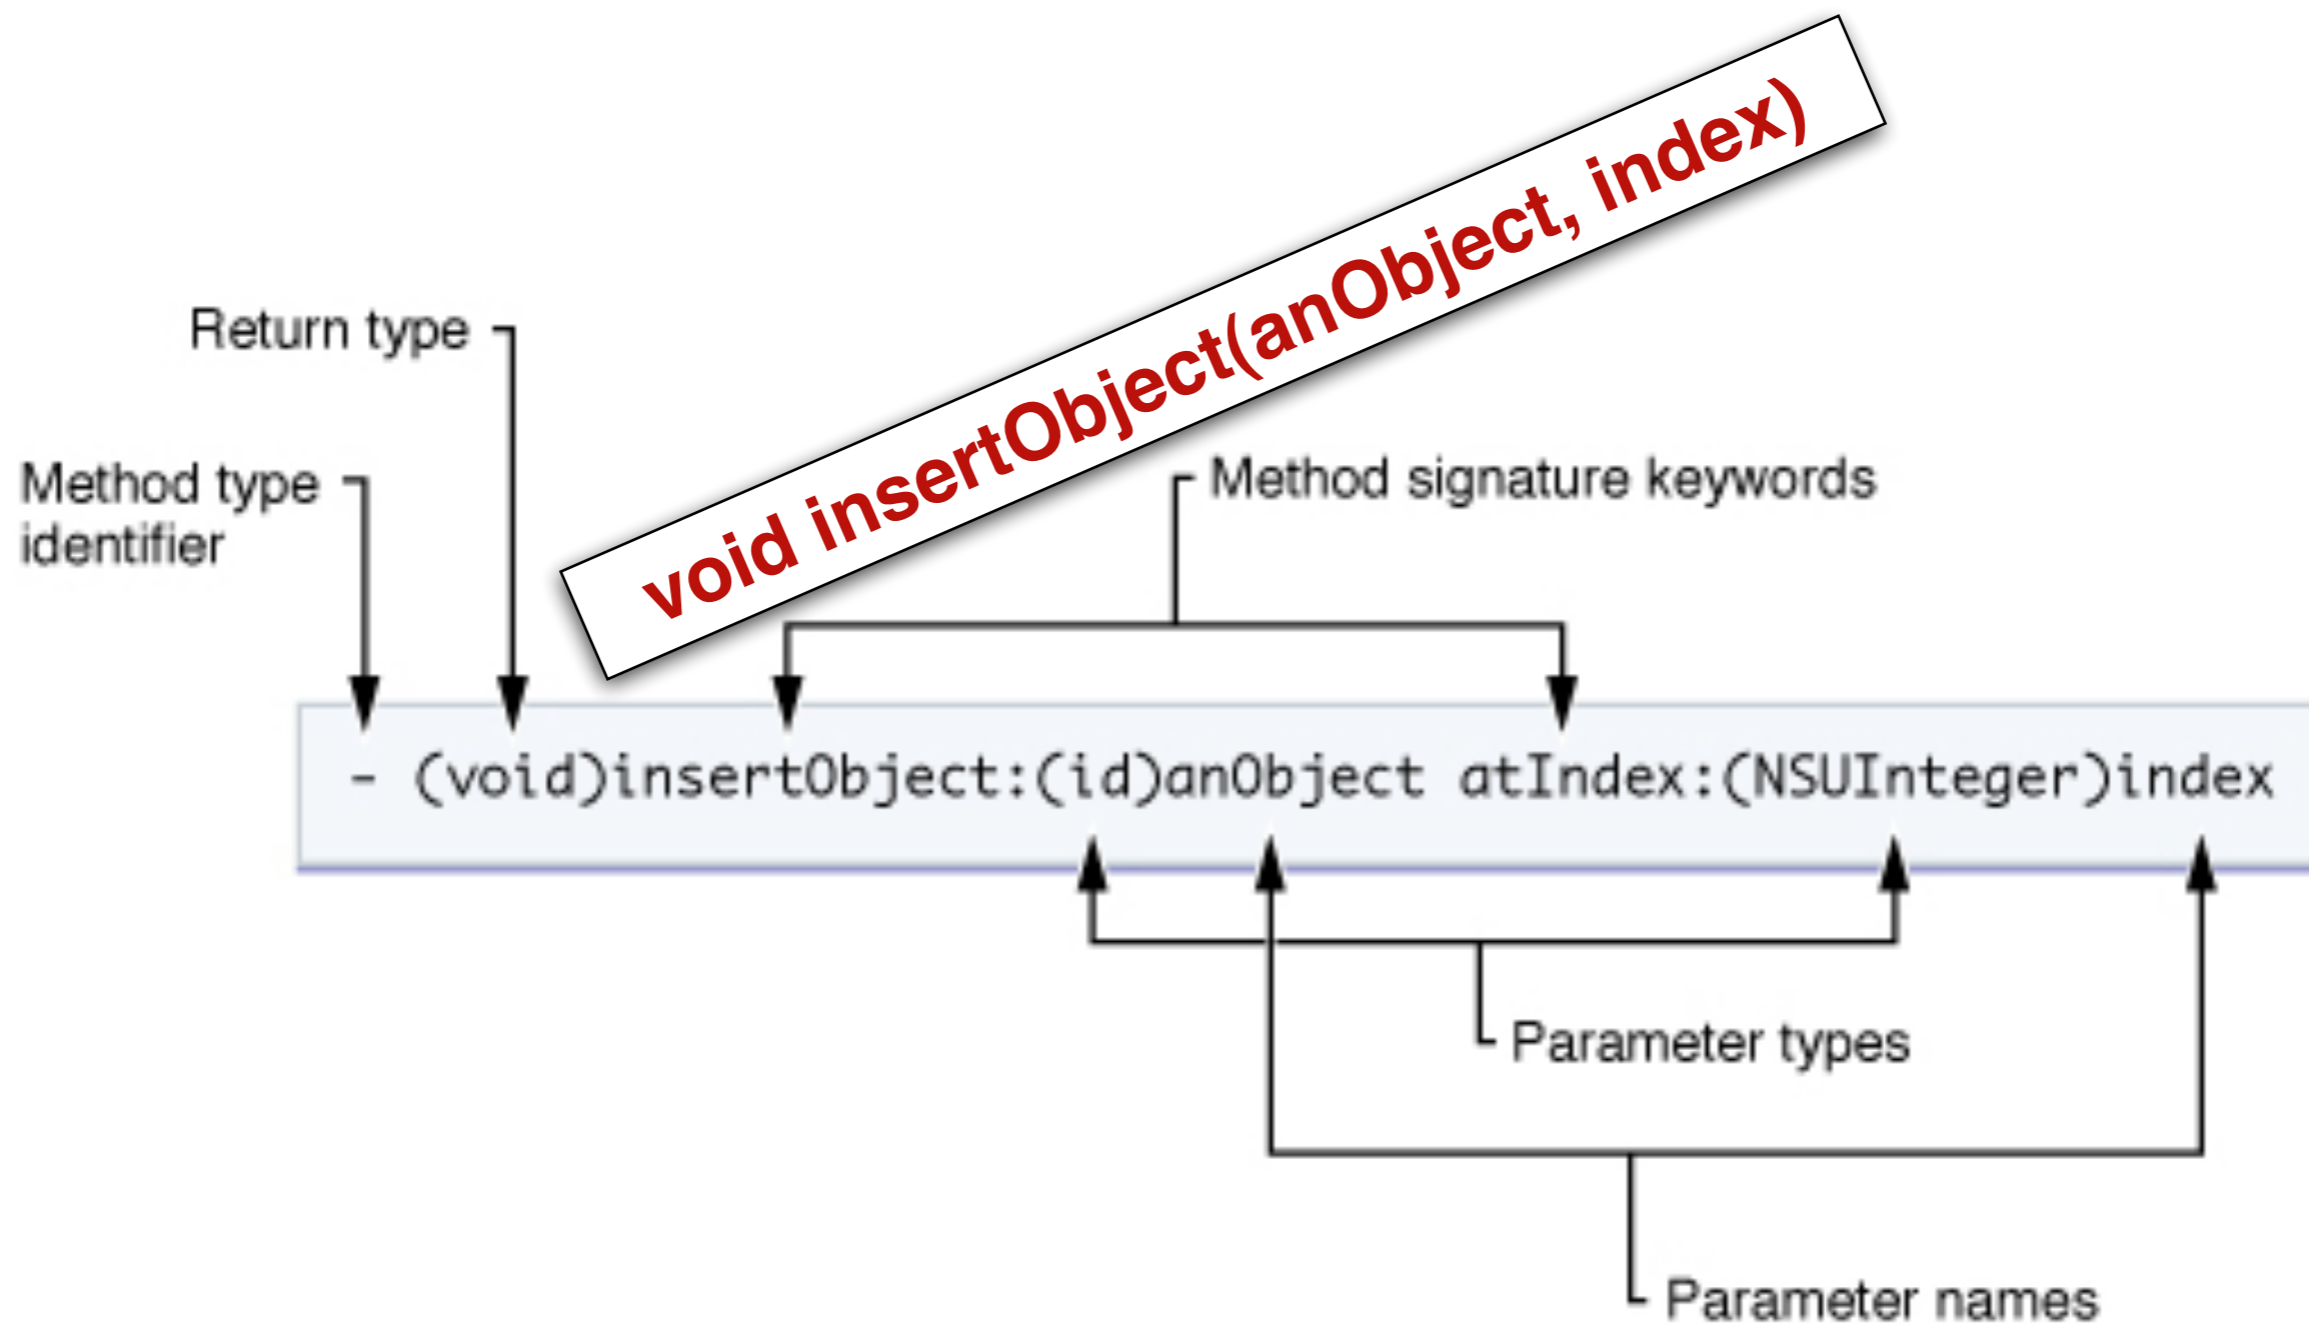 void insertObject(anObject, index)
Return type
Method type
identifier
Method signature keywords
- (void)insertObject:(id)anObject atIndex:(NSUInteger)index
Parameter types
Parameter names